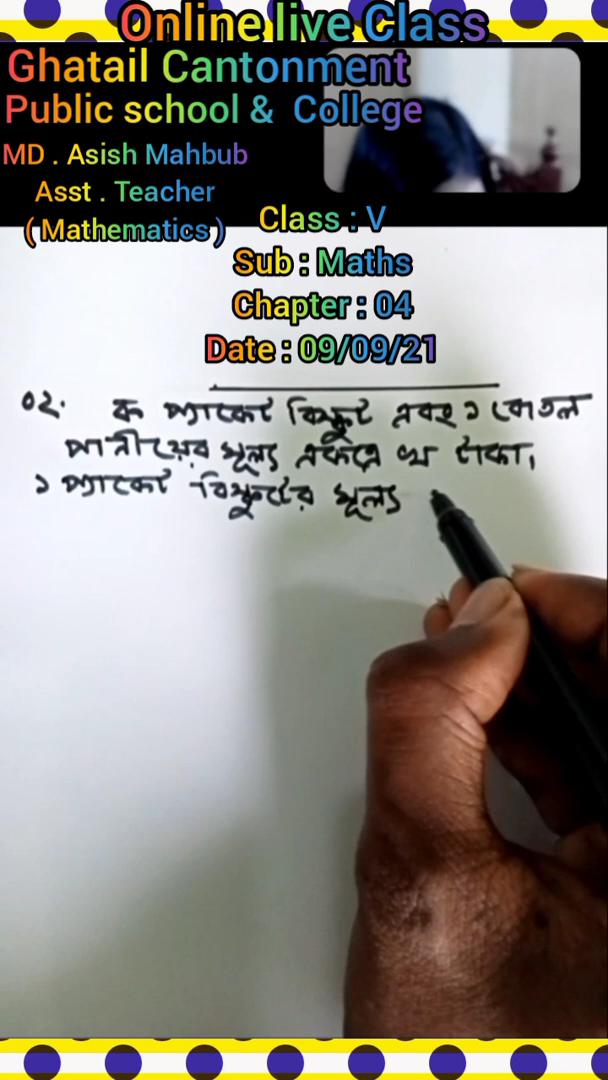 Online live Class
Ghatail Cantonment
Public school & College
MD . Asish Mahbub
Asst . Teacher
( Mathematics )
Class : V
Sub : Maths
Chapter : 04
Date : 09/09/21
০২. ক প্যাকেট বিস্কুট এবং ১ বোতল
পানীয়ের মূল্য একত্রে খ টাকা,
১ প্যাকেট বিস্কুটের মূল্য